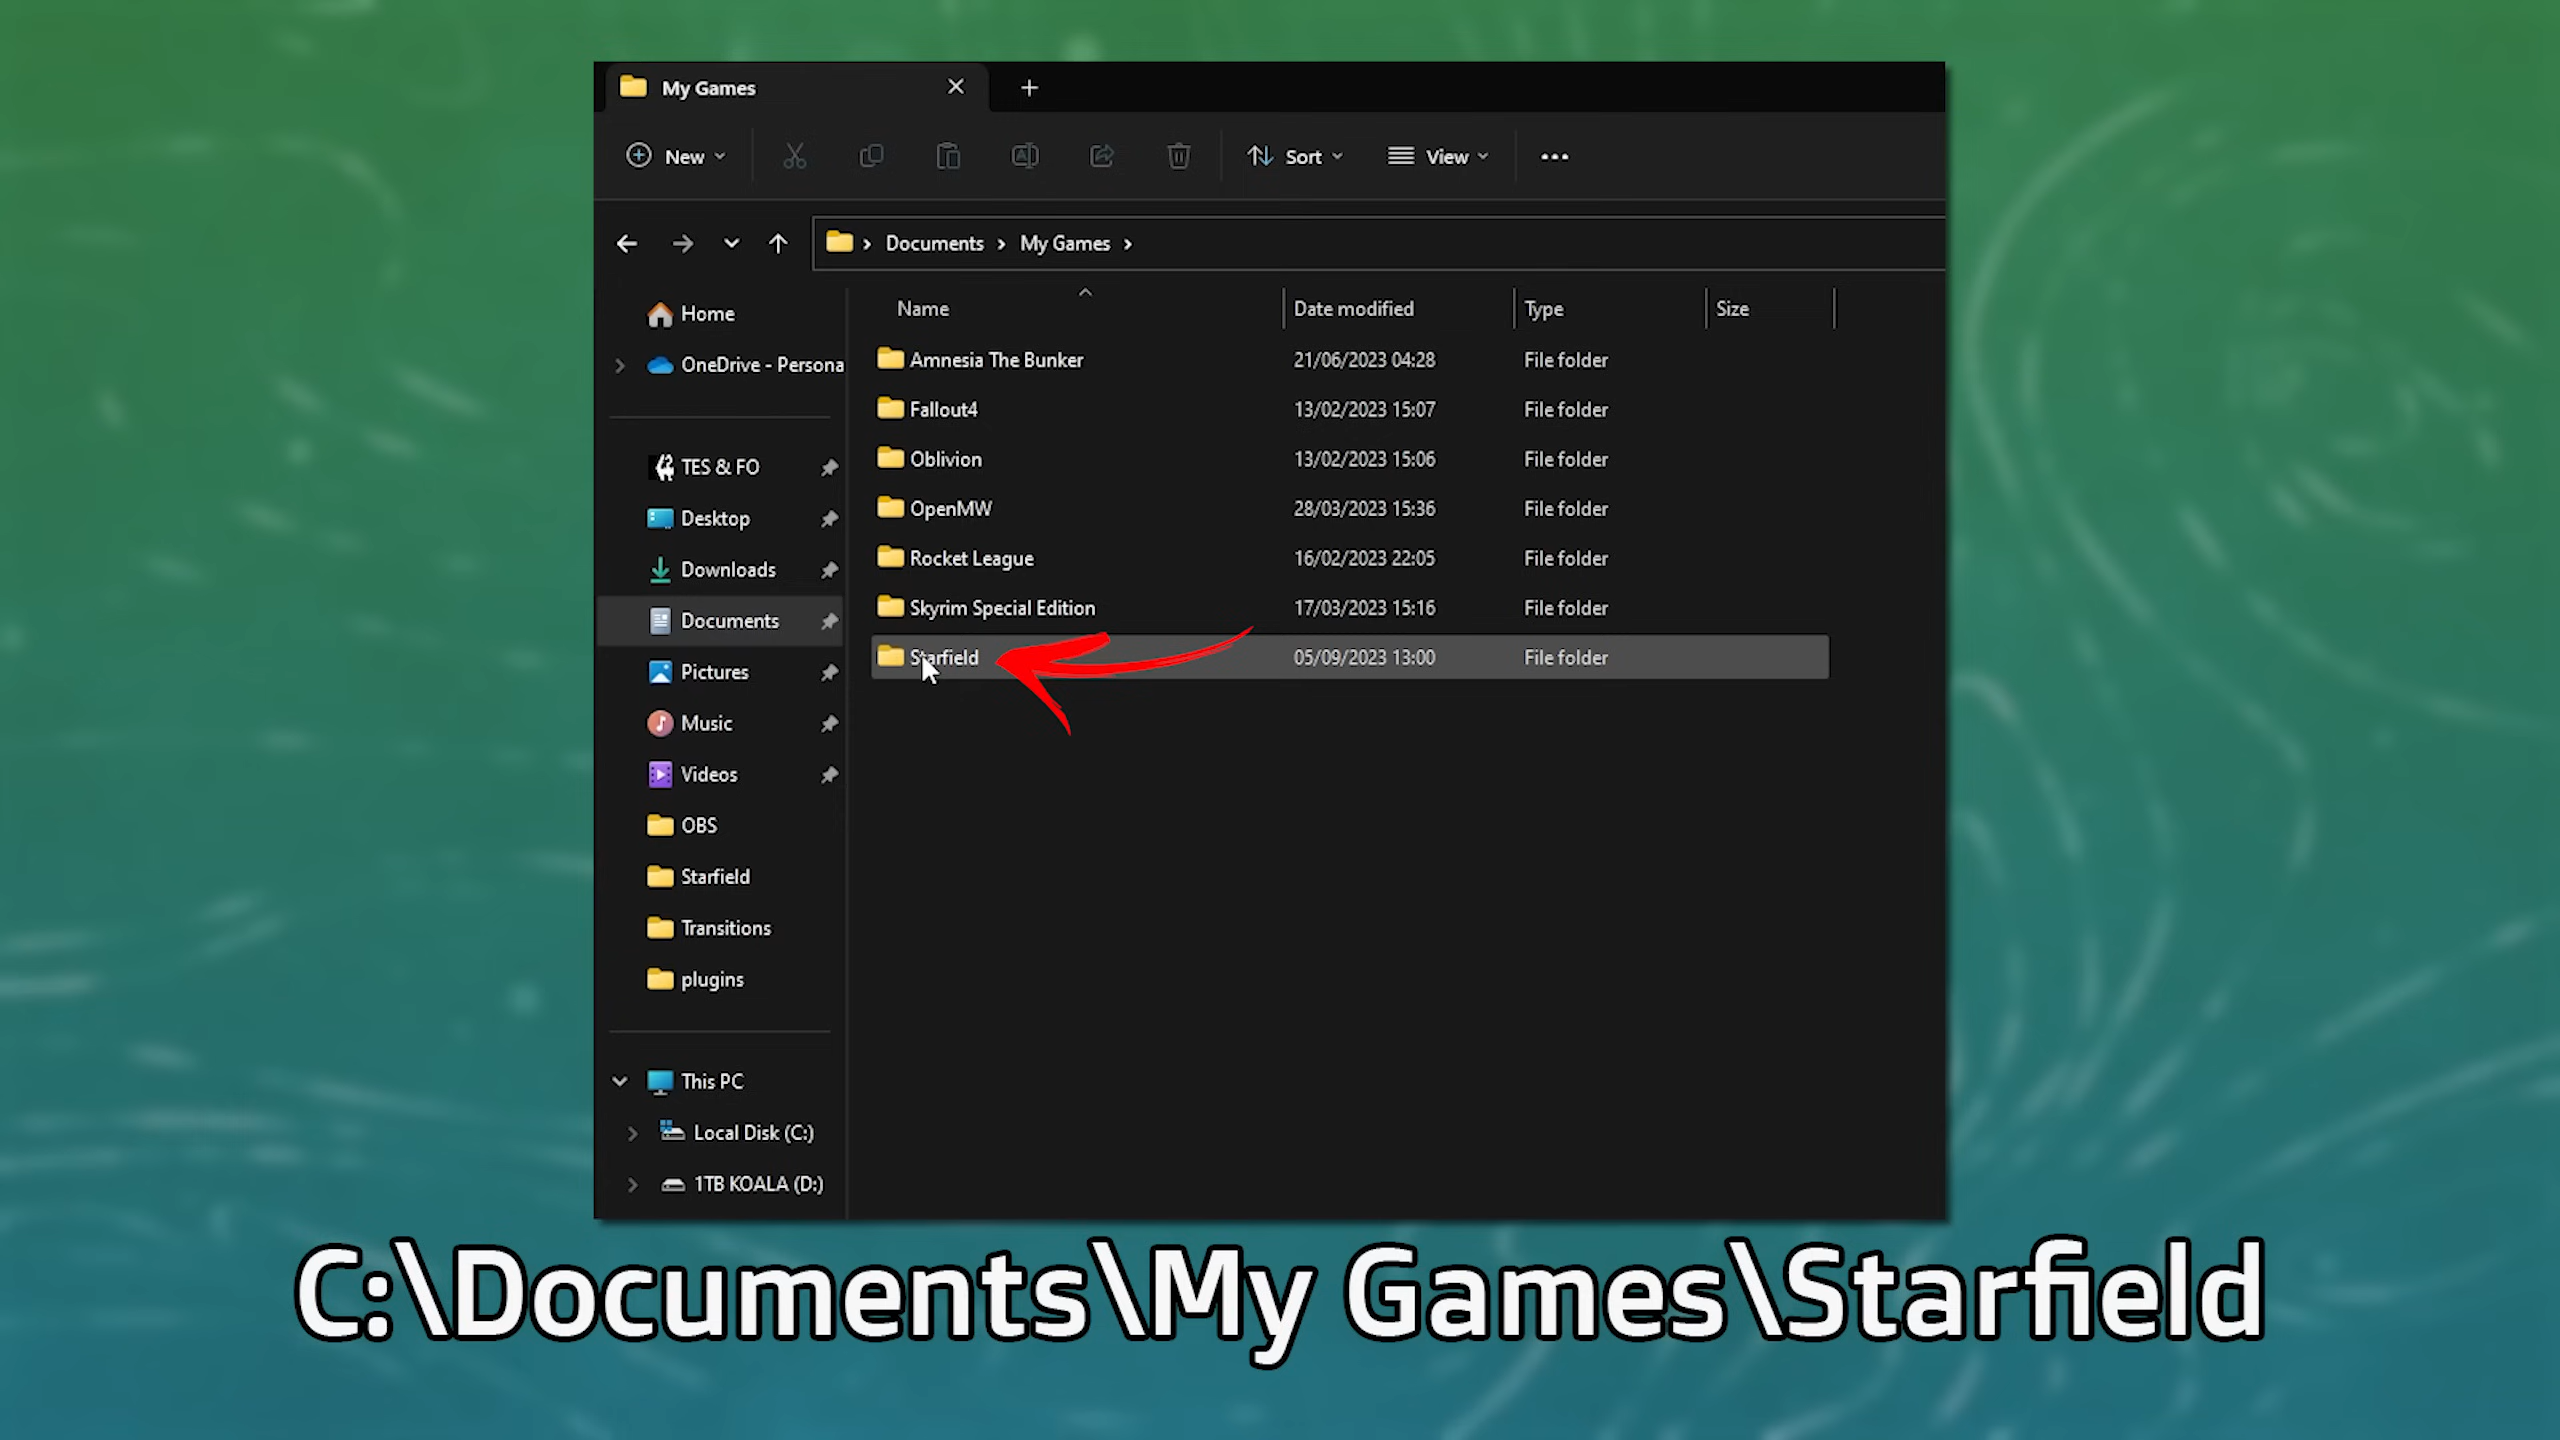 My Games
New
Sort
View
Documents
My Games
Name
Date modified
Type
Size
Home
OneDrive - Persona
TES & FO
Desktop
Downloads
Documents
Pictures
Music
Videos
OBS
Starfield
Transitions
plugins
This PC
Local Disk (C:)
1TB KOALA (D:)
Amnesia The Bunker 21/06/2023 04:28 File folder
Fallout4 13/02/2023 15:07 File folder
Oblivion 13/02/2023 15:06 File folder
OpenMW 28/03/2023 15:36 File folder
Rocket League 16/02/2023 22:05 File folder
Skyrim Special Edition 17/03/2023 15:16 File folder
Starfield 05/09/2023 13:00 File folder
C:\Documents\My Games\Starfield